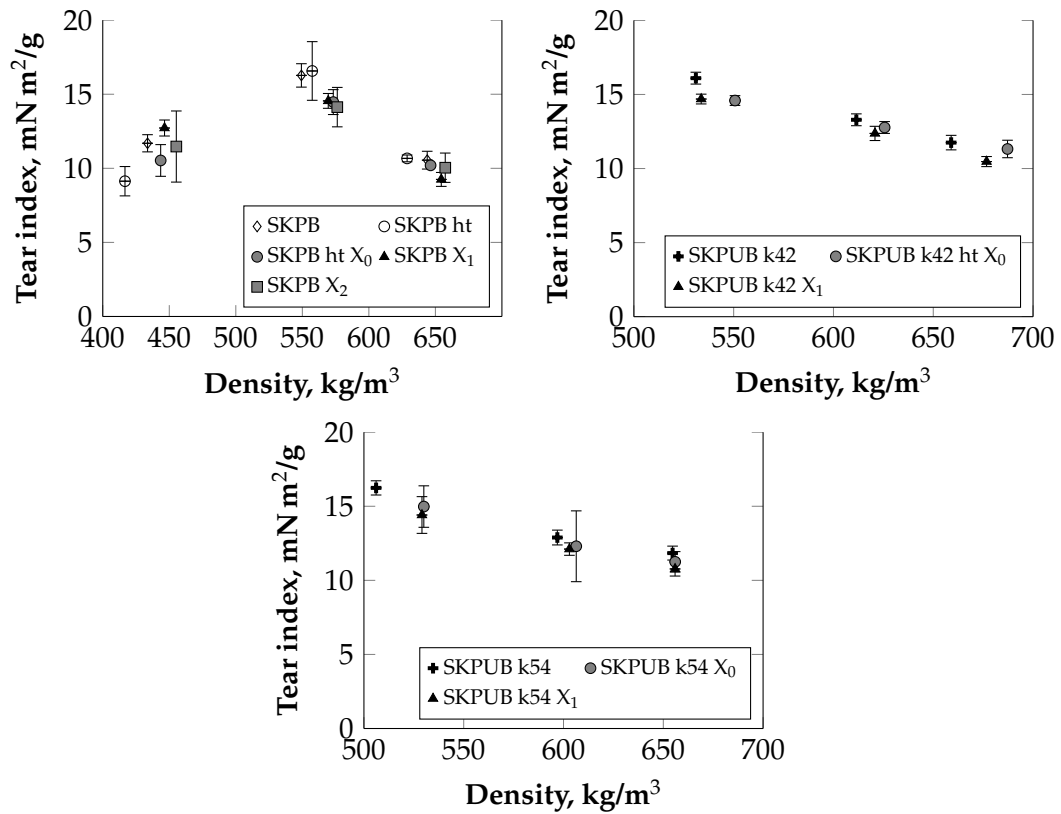 20
15
10
5
0
400 450 500 550 600 650
Tear index, mN m²/g
Density, kg/m³
SKPB SKPB ht
SKPB ht X₀ SKPB X₁
SKPB X₂
20
15
10
5
0
500 550 600 650 700
Tear index, mN m²/g
Density, kg/m³
SKPUB k42 SKPUB k42 ht X₀
SKPUB k42 X₁
20
15
10
5
0
500 550 600 650 700
Tear index, mN m²/g
Density, kg/m³
SKPUB k54 SKPUB k54 X₀
SKPUB k54 X₁